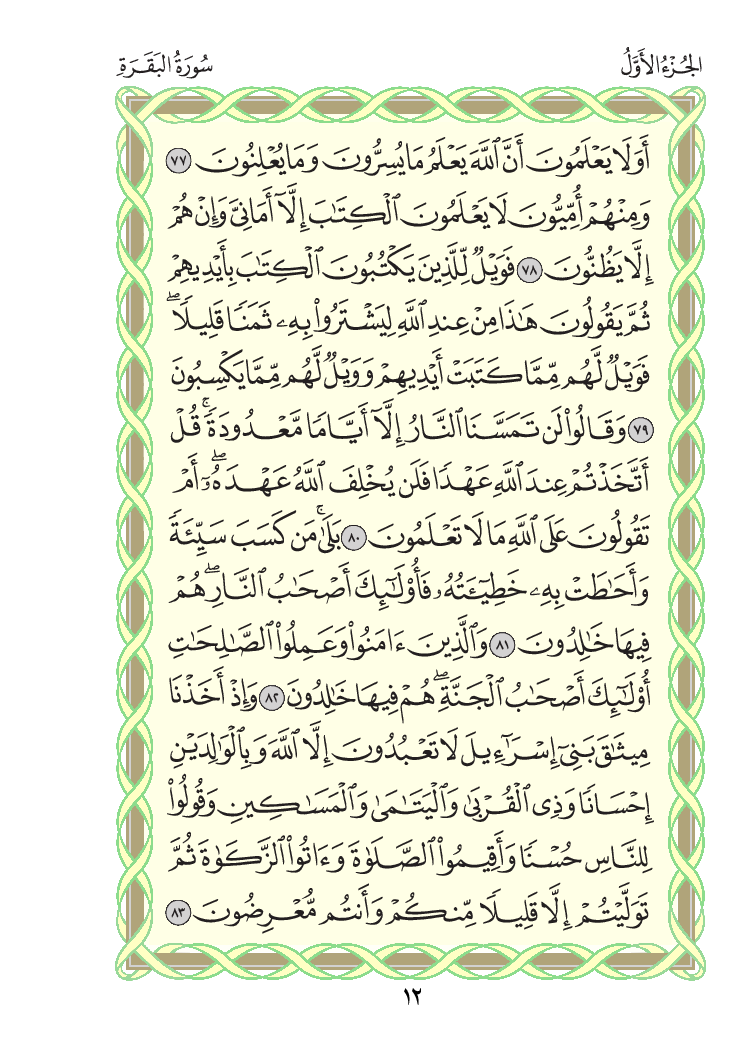 الجُزْءُ الأَوَّلُ
سُورَةُ البَقَرَةِ
أَوَلَا يَعْلَمُونَ أَنَّ ٱللَّهَ يَعْلَمُ مَا يُسِرُّونَ وَمَا يُعْلِنُونَ ٧٧
وَمِنْهُمْ أُمِّيُّونَ لَا يَعْلَمُونَ ٱلْكِتَٰبَ إِلَّآ أَمَانِىَّ وَإِنْ هُمْ
إِلَّا يَظُنُّونَ ٧٨ فَوَيْلٌ لِّلَّذِينَ يَكْتُبُونَ ٱلْكِتَٰبَ بِأَيْدِيهِمْ
ثُمَّ يَقُولُونَ هَٰذَا مِنْ عِندِ ٱللَّهِ لِيَشْتَرُوا۟ بِهِۦ ثَمَنًا قَلِيلًا ۖ
فَوَيْلٌ لَّهُم مِّمَّا كَتَبَتْ أَيْدِيهِمْ وَوَيْلٌ لَّهُم مِّمَّا يَكْسِبُونَ
٧٩ وَقَالُوا۟ لَن تَمَسَّنَا ٱلنَّارُ إِلَّآ أَيَّامًا مَّعْدُودَةً ۚ قُلْ
أَتَّخَذْتُمْ عِندَ ٱللَّهِ عَهْدًا فَلَن يُخْلِفَ ٱللَّهُ عَهْدَهُۥٓ ۖ أَمْ
تَقُولُونَ عَلَى ٱللَّهِ مَا لَا تَعْلَمُونَ ٨٠ بَلَىٰ ۚ مَن كَسَبَ سَيِّئَةً
وَأَحَٰطَتْ بِهِۦ خَطِيٓـَٔتُهُۥ فَأُو۟لَٰٓئِكَ أَصْحَٰبُ ٱلنَّارِ ۖ هُمْ
فِيهَا خَٰلِدُونَ ٨١ وَٱلَّذِينَ ءَامَنُوا۟ وَعَمِلُوا۟ ٱلصَّٰلِحَٰتِ
أُو۟لَٰٓئِكَ أَصْحَٰبُ ٱلْجَنَّةِ ۖ هُمْ فِيهَا خَٰلِدُونَ ٨٢ وَإِذْ أَخَذْنَا
مِيثَٰقَ بَنِىٓ إِسْرَٰٓءِيلَ لَا تَعْبُدُونَ إِلَّا ٱللَّهَ وَبِٱلْوَٰلِدَيْنِ
إِحْسَانًا وَذِى ٱلْقُرْبَىٰ وَٱلْيَتَٰمَىٰ وَٱلْمَسَٰكِينِ وَقُولُوا۟
لِلنَّاسِ حُسْنًا وَأَقِيمُوا۟ ٱلصَّلَوٰةَ وَءَاتُوا۟ ٱلزَّكَوٰةَ ثُمَّ
تَوَلَّيْتُمْ إِلَّا قَلِيلًا مِّنكُمْ وَأَنتُم مُّعْرِضُونَ ٨٣
١٢